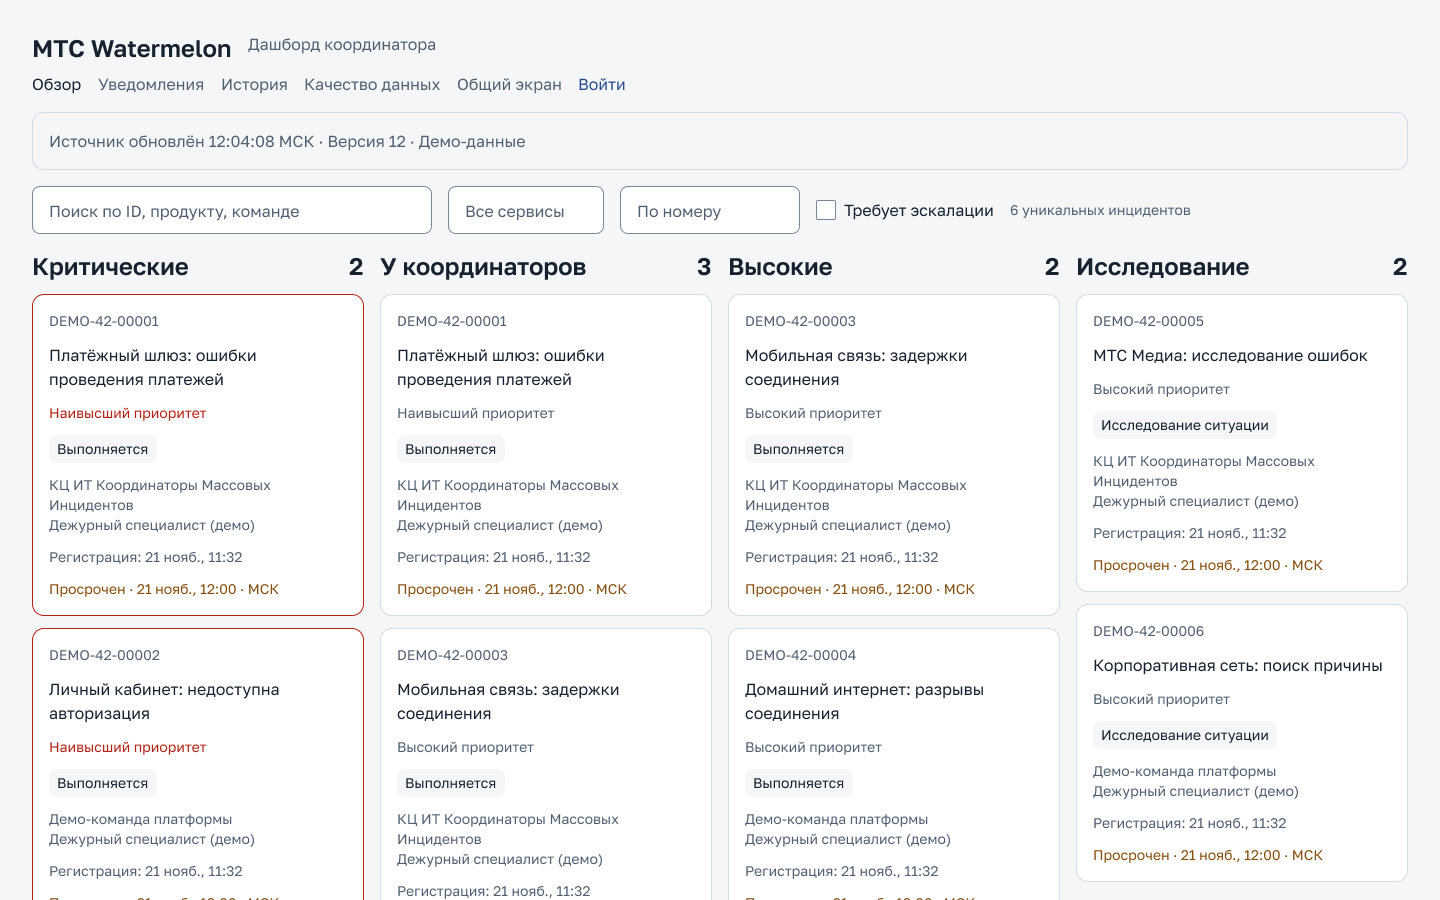 МТС Watermelon Дашборд координатора
Обзор Уведомления История Качество данных Общий экран Войти
Источник обновлён 12:04:08 МСК · Версия 12 · Демо-данные
Поиск по ID, продукту, команде
Все сервисы
По номеру
Требует эскалации
6 уникальных инцидентов
Критические 2
DEMO-42-00001
Платёжный шлюз: ошибки
проведения платежей
Наивысший приоритет
Выполняется
КЦ ИТ Координаторы Массовых
Инцидентов
Дежурный специалист (демо)
Регистрация: 21 нояб., 11:32
Просрочен · 21 нояб., 12:00 · МСК
DEMO-42-00002
Личный кабинет: недоступна
авторизация
Наивысший приоритет
Выполняется
Демо-команда платформы
Дежурный специалист (демо)
Регистрация: 21 нояб., 11:32
У координаторов 3
DEMO-42-00001
Платёжный шлюз: ошибки
проведения платежей
Наивысший приоритет
Выполняется
КЦ ИТ Координаторы Массовых
Инцидентов
Дежурный специалист (демо)
Регистрация: 21 нояб., 11:32
Просрочен · 21 нояб., 12:00 · МСК
DEMO-42-00003
Мобильная связь: задержки
соединения
Высокий приоритет
Выполняется
КЦ ИТ Координаторы Массовых
Инцидентов
Дежурный специалист (демо)
Регистрация: 21 нояб., 11:32
Высокие 2
DEMO-42-00003
Мобильная связь: задержки
соединения
Высокий приоритет
Выполняется
КЦ ИТ Координаторы Массовых
Инцидентов
Дежурный специалист (демо)
Регистрация: 21 нояб., 11:32
Просрочен · 21 нояб., 12:00 · МСК
DEMO-42-00004
Домашний интернет: разрывы
соединения
Высокий приоритет
Выполняется
Демо-команда платформы
Дежурный специалист (демо)
Регистрация: 21 нояб., 11:32
Исследование 2
DEMO-42-00005
МТС Медиа: исследование ошибок
Высокий приоритет
Исследование ситуации
КЦ ИТ Координаторы Массовых
Инцидентов
Дежурный специалист (демо)
Регистрация: 21 нояб., 11:32
Просрочен · 21 нояб., 12:00 · МСК
DEMO-42-00006
Корпоративная сеть: поиск причины
Высокий приоритет
Исследование ситуации
Демо-команда платформы
Дежурный специалист (демо)
Регистрация: 21 нояб., 11:32
Просрочен · 21 нояб., 12:00 · МСК